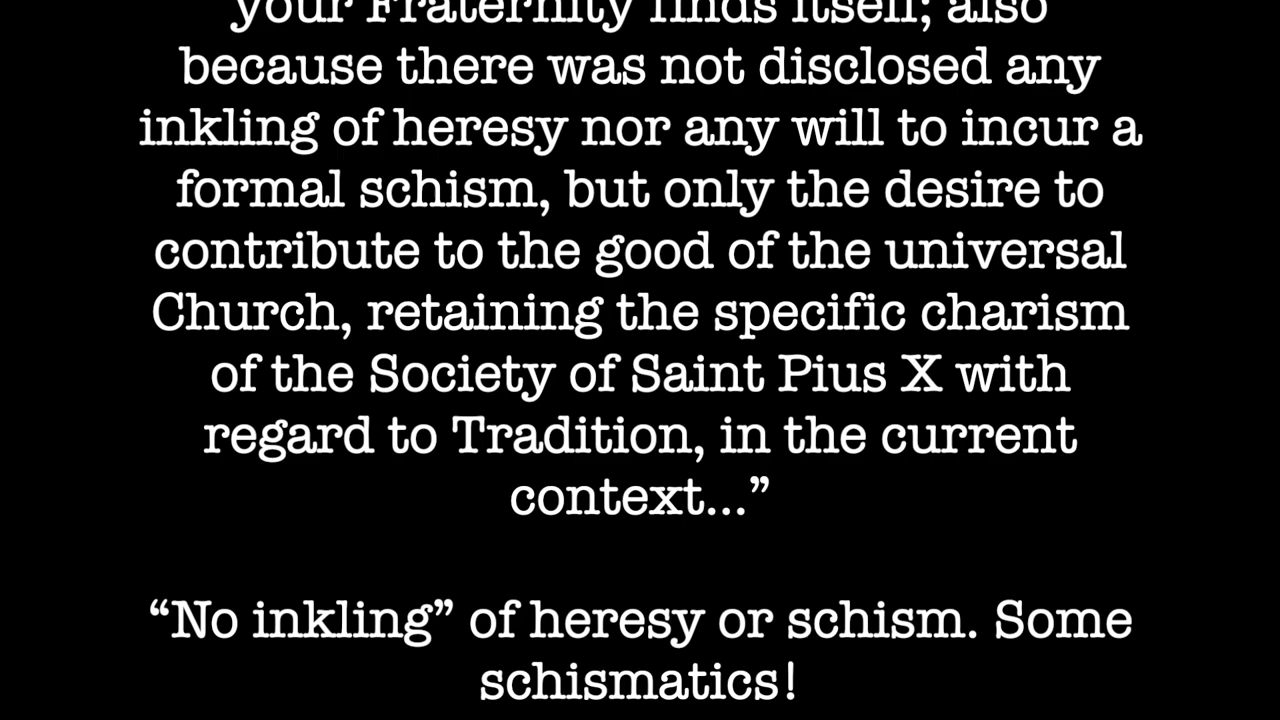 your Fraternity finds itself; also
because there was not disclosed any
inkling of heresy nor any will to incur a
formal schism, but only the desire to
contribute to the good of the universal
Church, retaining the specific charism
of the Society of Saint Pius X with
regard to Tradition, in the current
context...”
“No inkling” of heresy or schism. Some
schismatics!